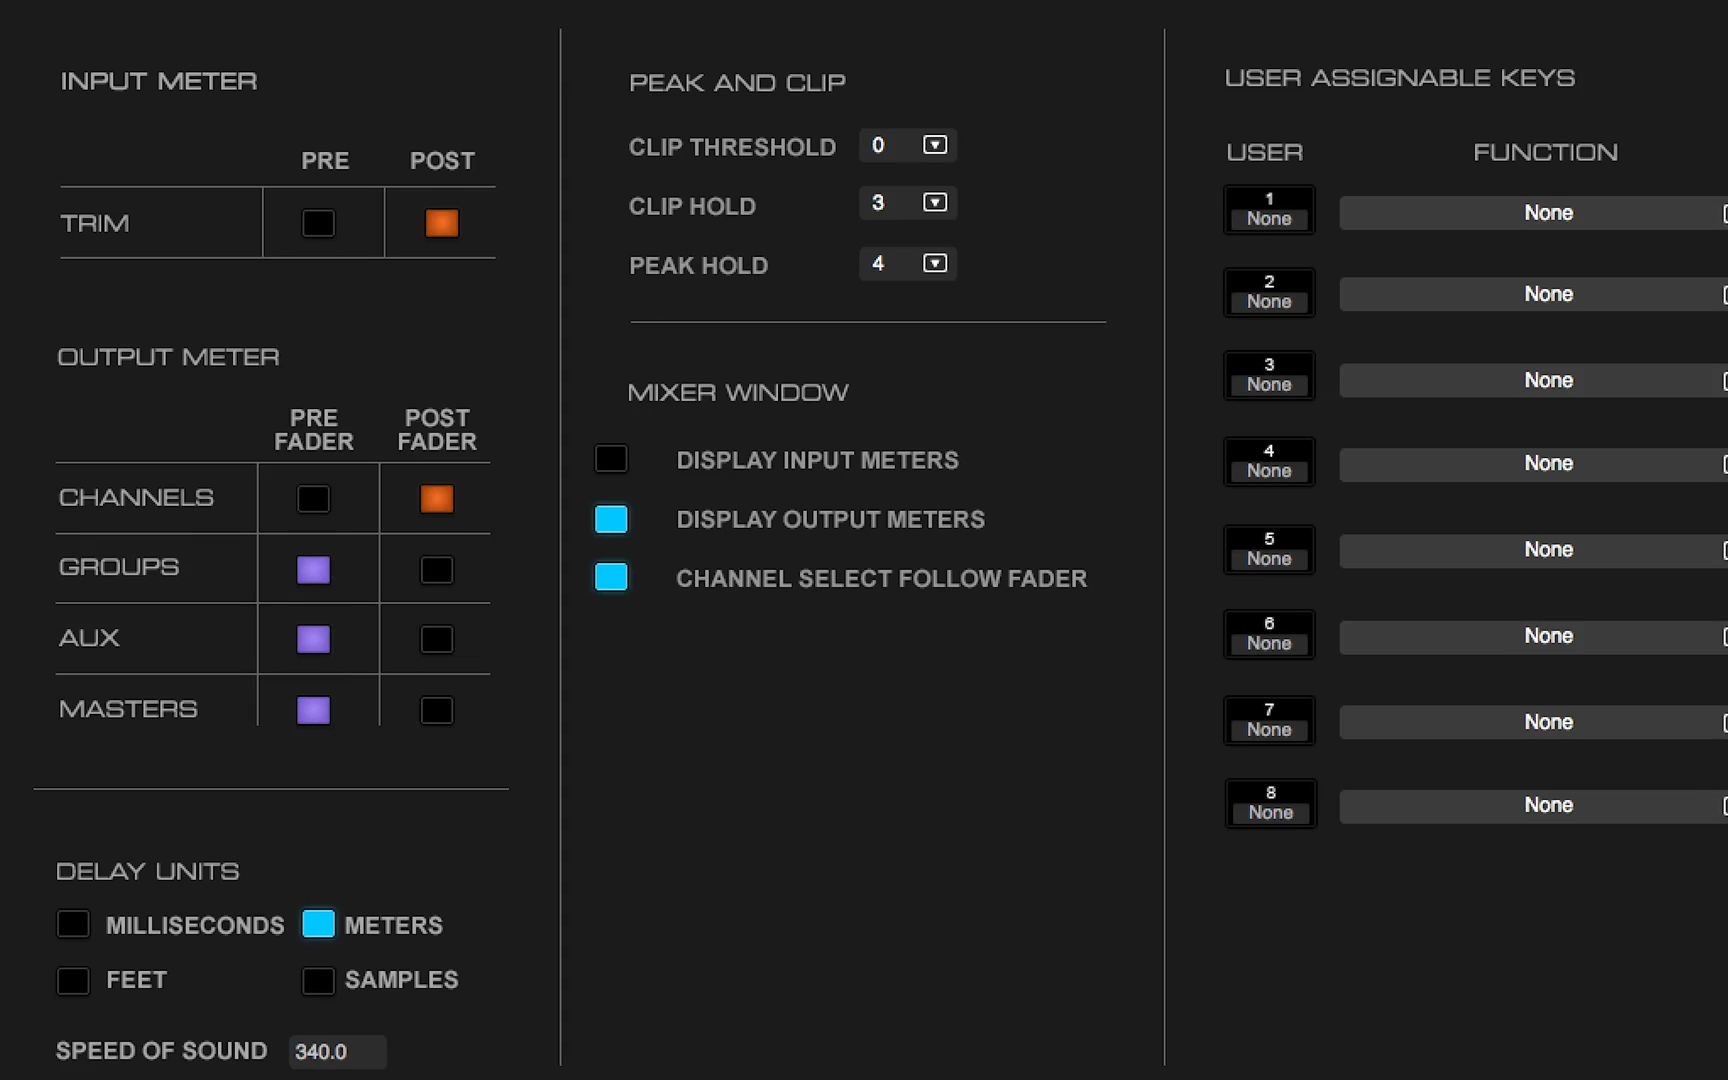 INPUT METER
PRE POST
TRIM
OUTPUT METER
PRE FADER POST FADER
CHANNELS
GROUPS
AUX
MASTERS
DELAY UNITS
MILLISECONDS METERS
FEET SAMPLES
SPEED OF SOUND 340.0
PEAK AND CLIP
CLIP THRESHOLD 0
CLIP HOLD 3
PEAK HOLD 4
MIXER WINDOW
DISPLAY INPUT METERS
DISPLAY OUTPUT METERS
CHANNEL SELECT FOLLOW FADER
USER ASSIGNABLE KEYS
USER FUNCTION
1
None None
2
None None
3
None None
4
None None
5
None None
6
None None
7
None None
8
None None